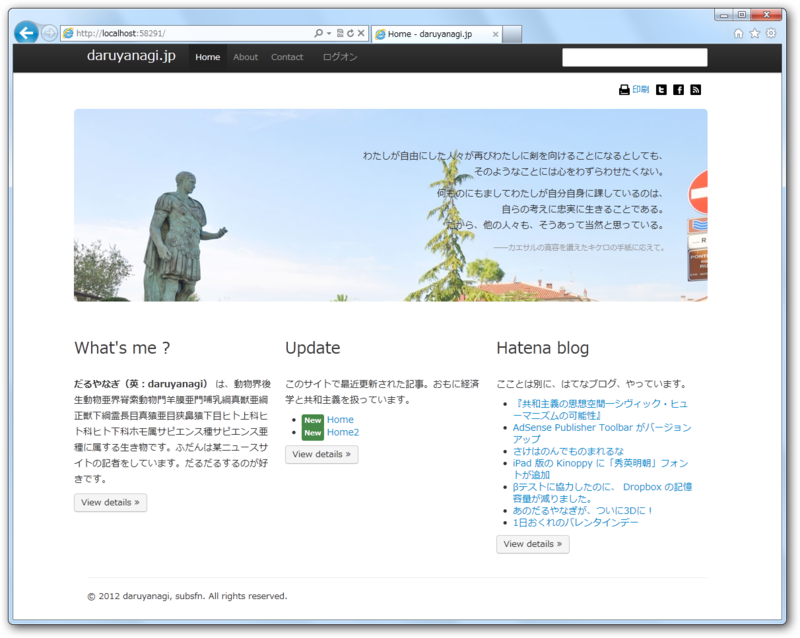 http://localhost:58291/
Home - daruyanagi.jp
daruyanagi.jp Home About Contact ログオン
印刷
わたしが自由にした人々が再びわたしに剣を向けることになるとしても、
そのようなことには心をわずらわせたくない。
何ものにもましてわたしが自分自身に課しているのは、
自らの考えに忠実に生きることである。
だから、他の人々も、そうあって当然と思っている。
――カエサルの寛容を讃えたキケロの手紙に応えて。
What's me ?
だるやなぎ（英：daruyanagi） は、動物界後
生動物亜界脊索動物門羊膜亜門哺乳綱真獣亜綱
正獣下綱霊長目真猿亜目狭鼻猿下目ヒト上科ヒ
ト科ヒト下科ホモ属サピエンス種サピエンス亜
種に属する生き物です。ふだんは某ニュースサ
イトの記者をしています。だるだるするのが好
きです。
View details »
Update
このサイトで最近更新された記事。おもに経済
学と共和主義を扱っています。
New Home
New Home2
View details »
Hatena blog
こことは別に、はてなブログ、やっています。
『共和主義の思想空間―シヴィック・ヒュ
ーマニズムの可能性』
AdSense Publisher Toolbar がバージョン
アップ
さけはのんでものまれるな
iPad 版の Kinoppy に「秀英明朝」フォン
トが追加
βテストに協力したのに、 Dropbox の記憶
容量が減りました。
あのだるやなぎが、ついに3Dに！
1日おくれのバレンタインデー
View details »
© 2012 daruyanagi, subsfn. All rights reserved.